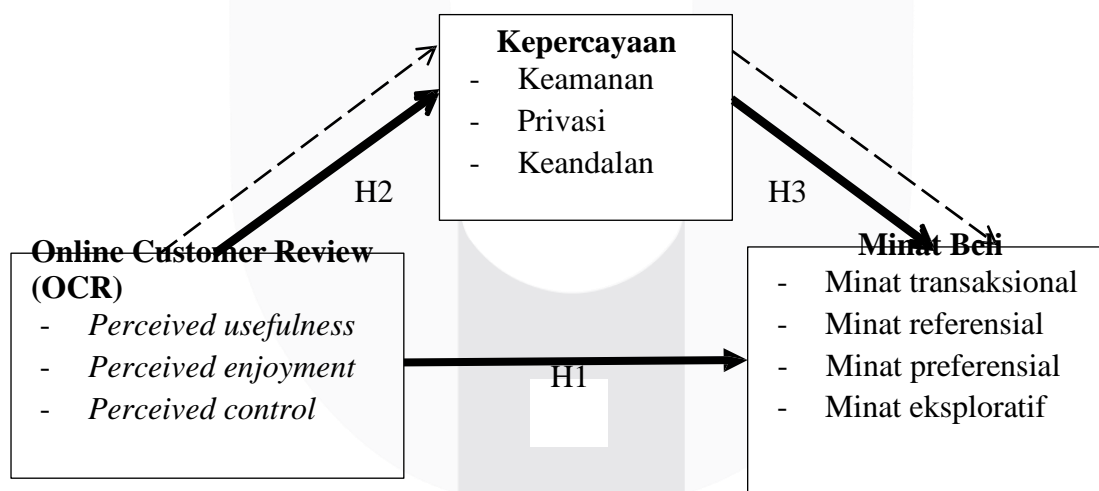 Kepercayaan
- Keamanan
- Privasi
- Keandalan
H2
H3
Online Customer Review
(OCR)
- Perceived usefulness
- Perceived enjoyment
- Perceived control
H1
Minat Beli
- Minat transaksional
- Minat referensial
- Minat preferensial
- Minat eksploratif